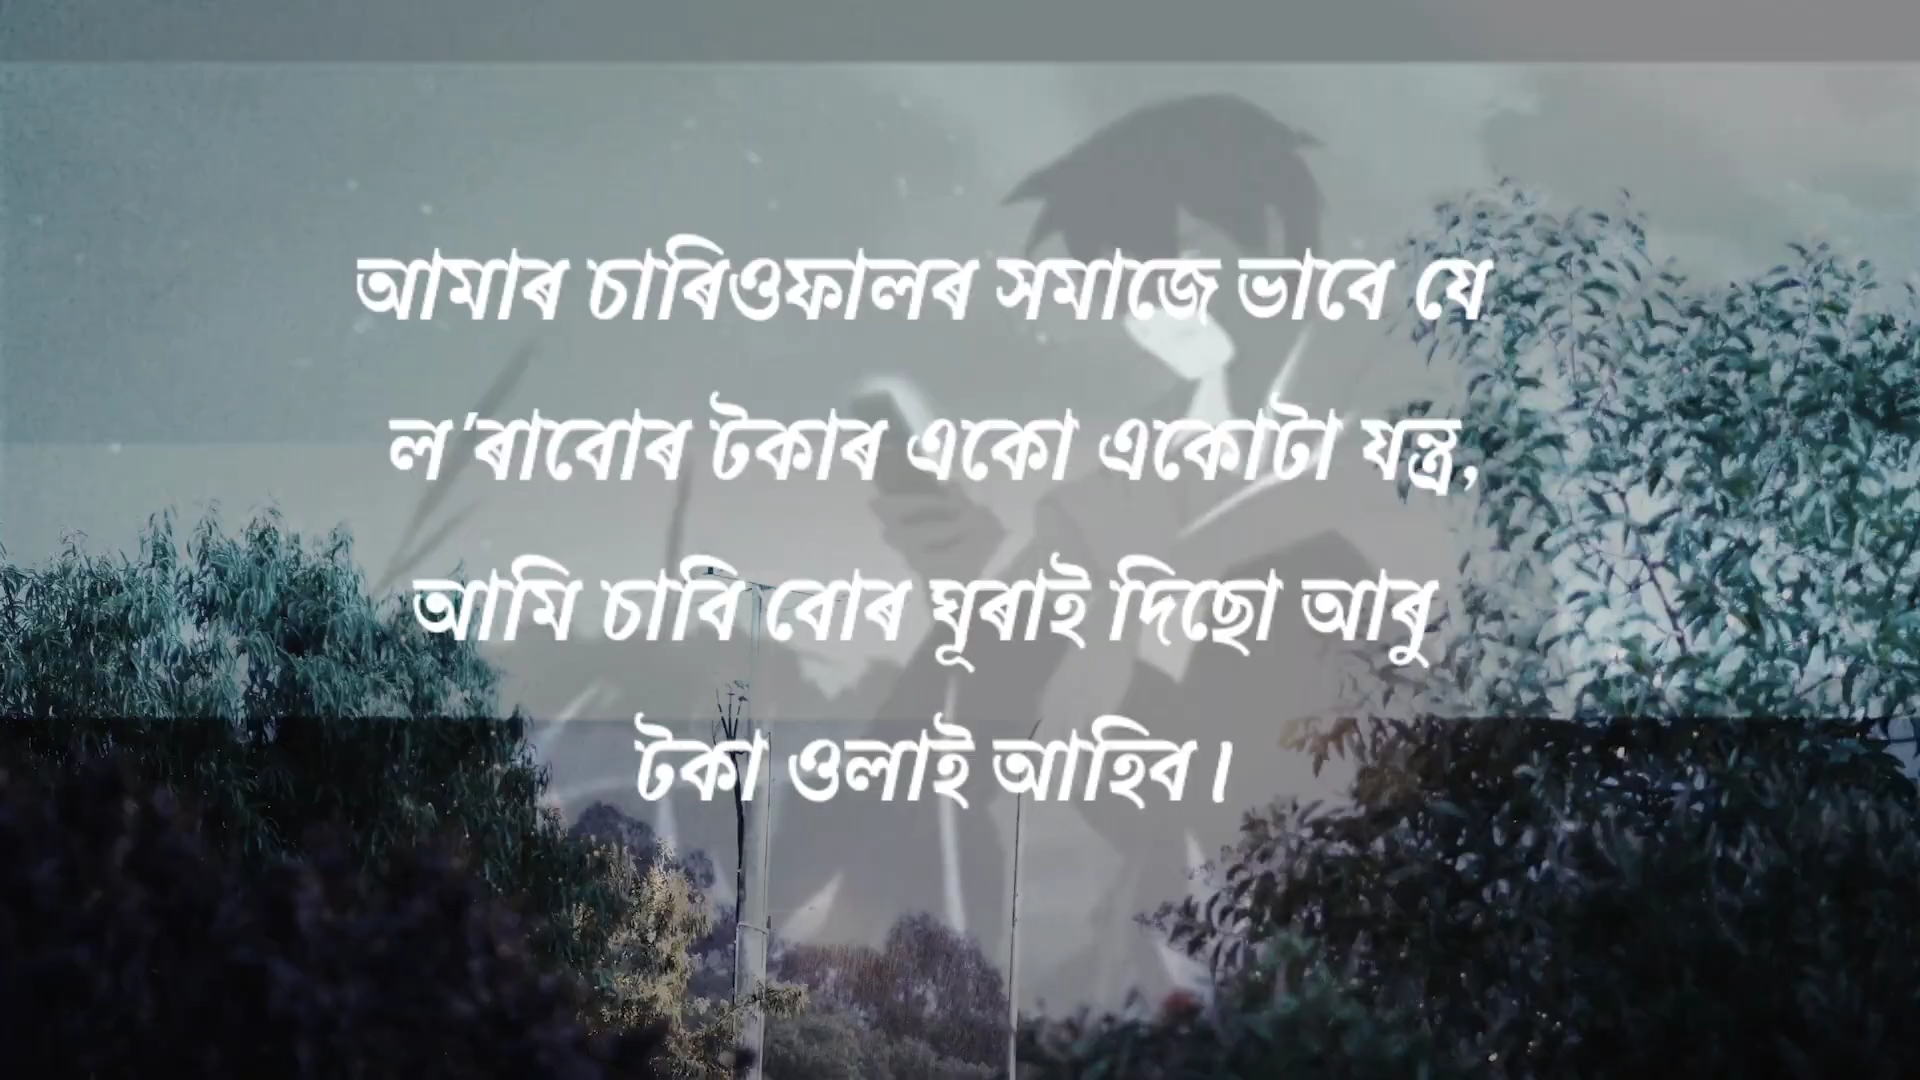 আমাৰ চাৰিওফালৰ সমাজে ভাবে যে
ল'ৰাবোৰ টকাৰ একো একোটা যন্ত্ৰ,
আমি চাবি বোৰ ঘূৰাই দিছো আৰু
টকা ওলাই আহিব।